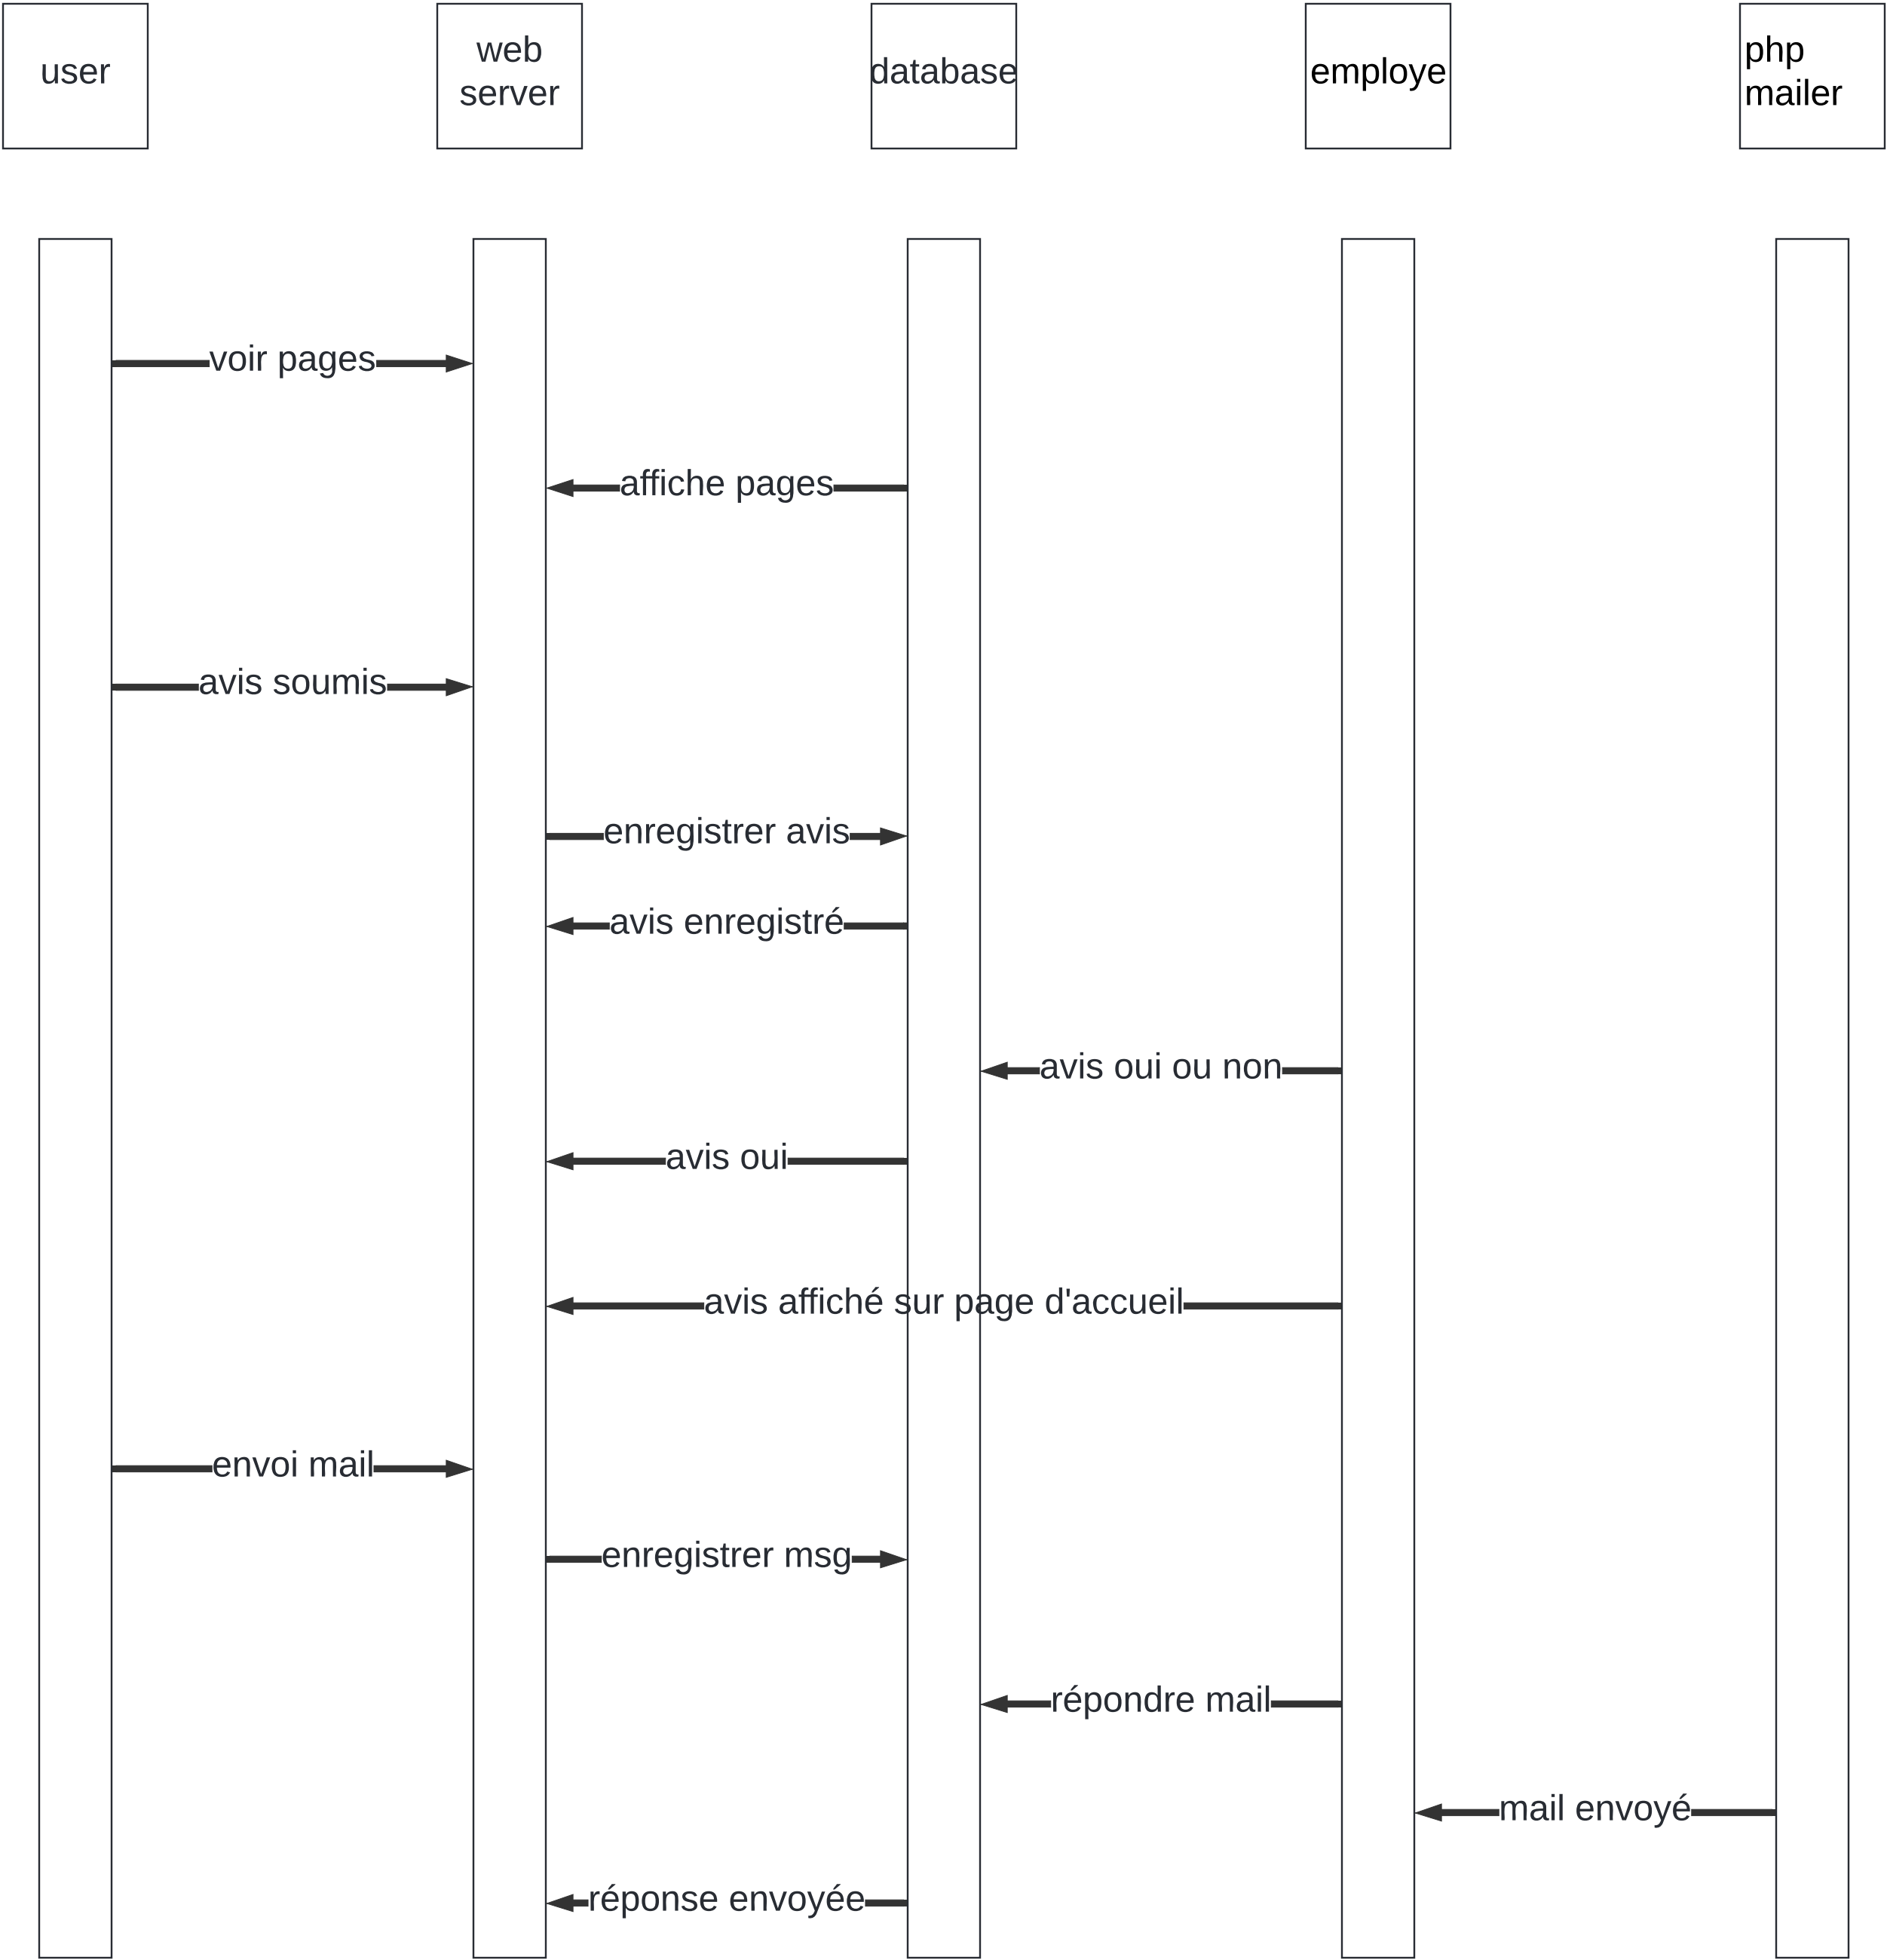 user
web
server
database
employe
php
mailer
voir pages
affiche pages
avis soumis
enregistrer avis
avis enregistré
avis oui ou non
avis oui
avis affiché sur page d'accueil
envoi mail
enregistrer msg
répondre mail
mail envoyé
réponse envoyée